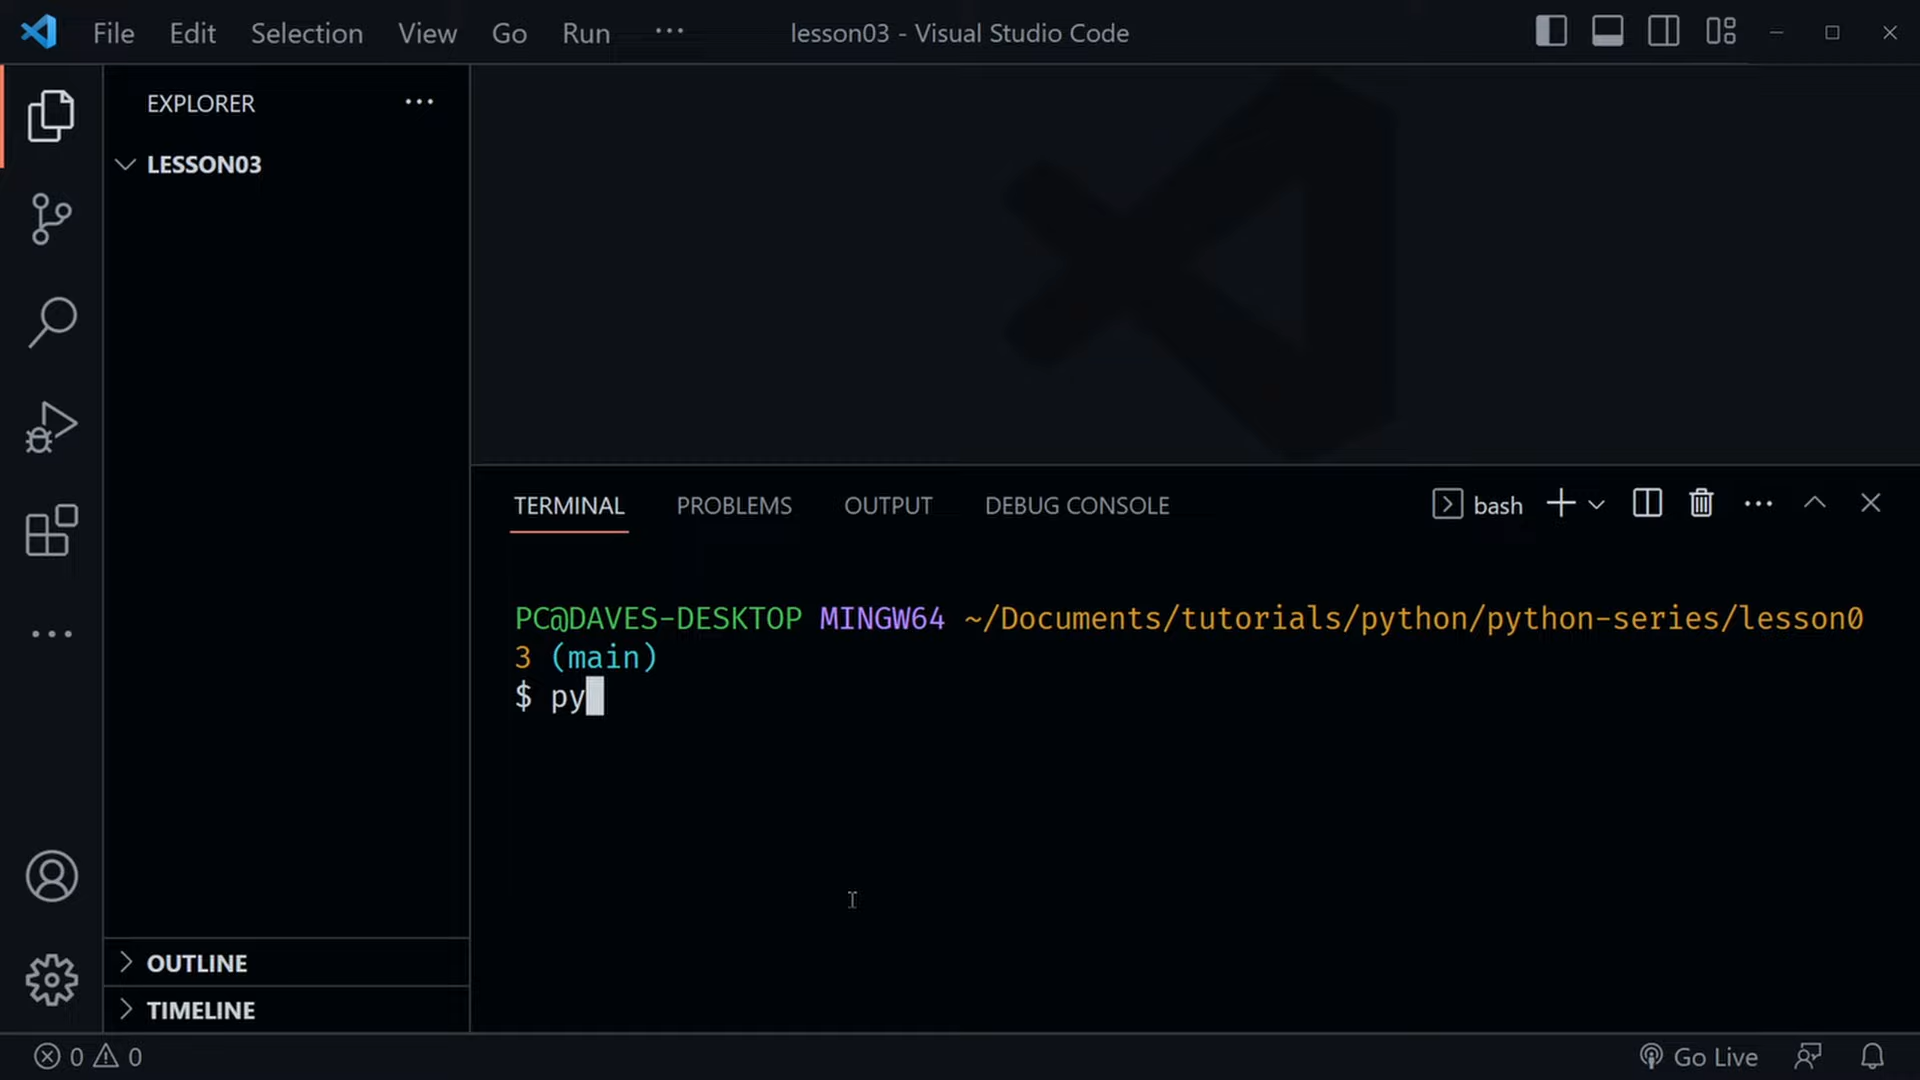 File Edit Selection View Go Run ··· lesson03 - Visual Studio Code
EXPLORER ···
LESSON03
TERMINAL PROBLEMS OUTPUT DEBUG CONSOLE bash
PC@DAVES-DESKTOP MINGW64 ~/Documents/tutorials/python/python-series/lesson0
3 (main)
$ py
OUTLINE
TIMELINE
0 0 Go Live